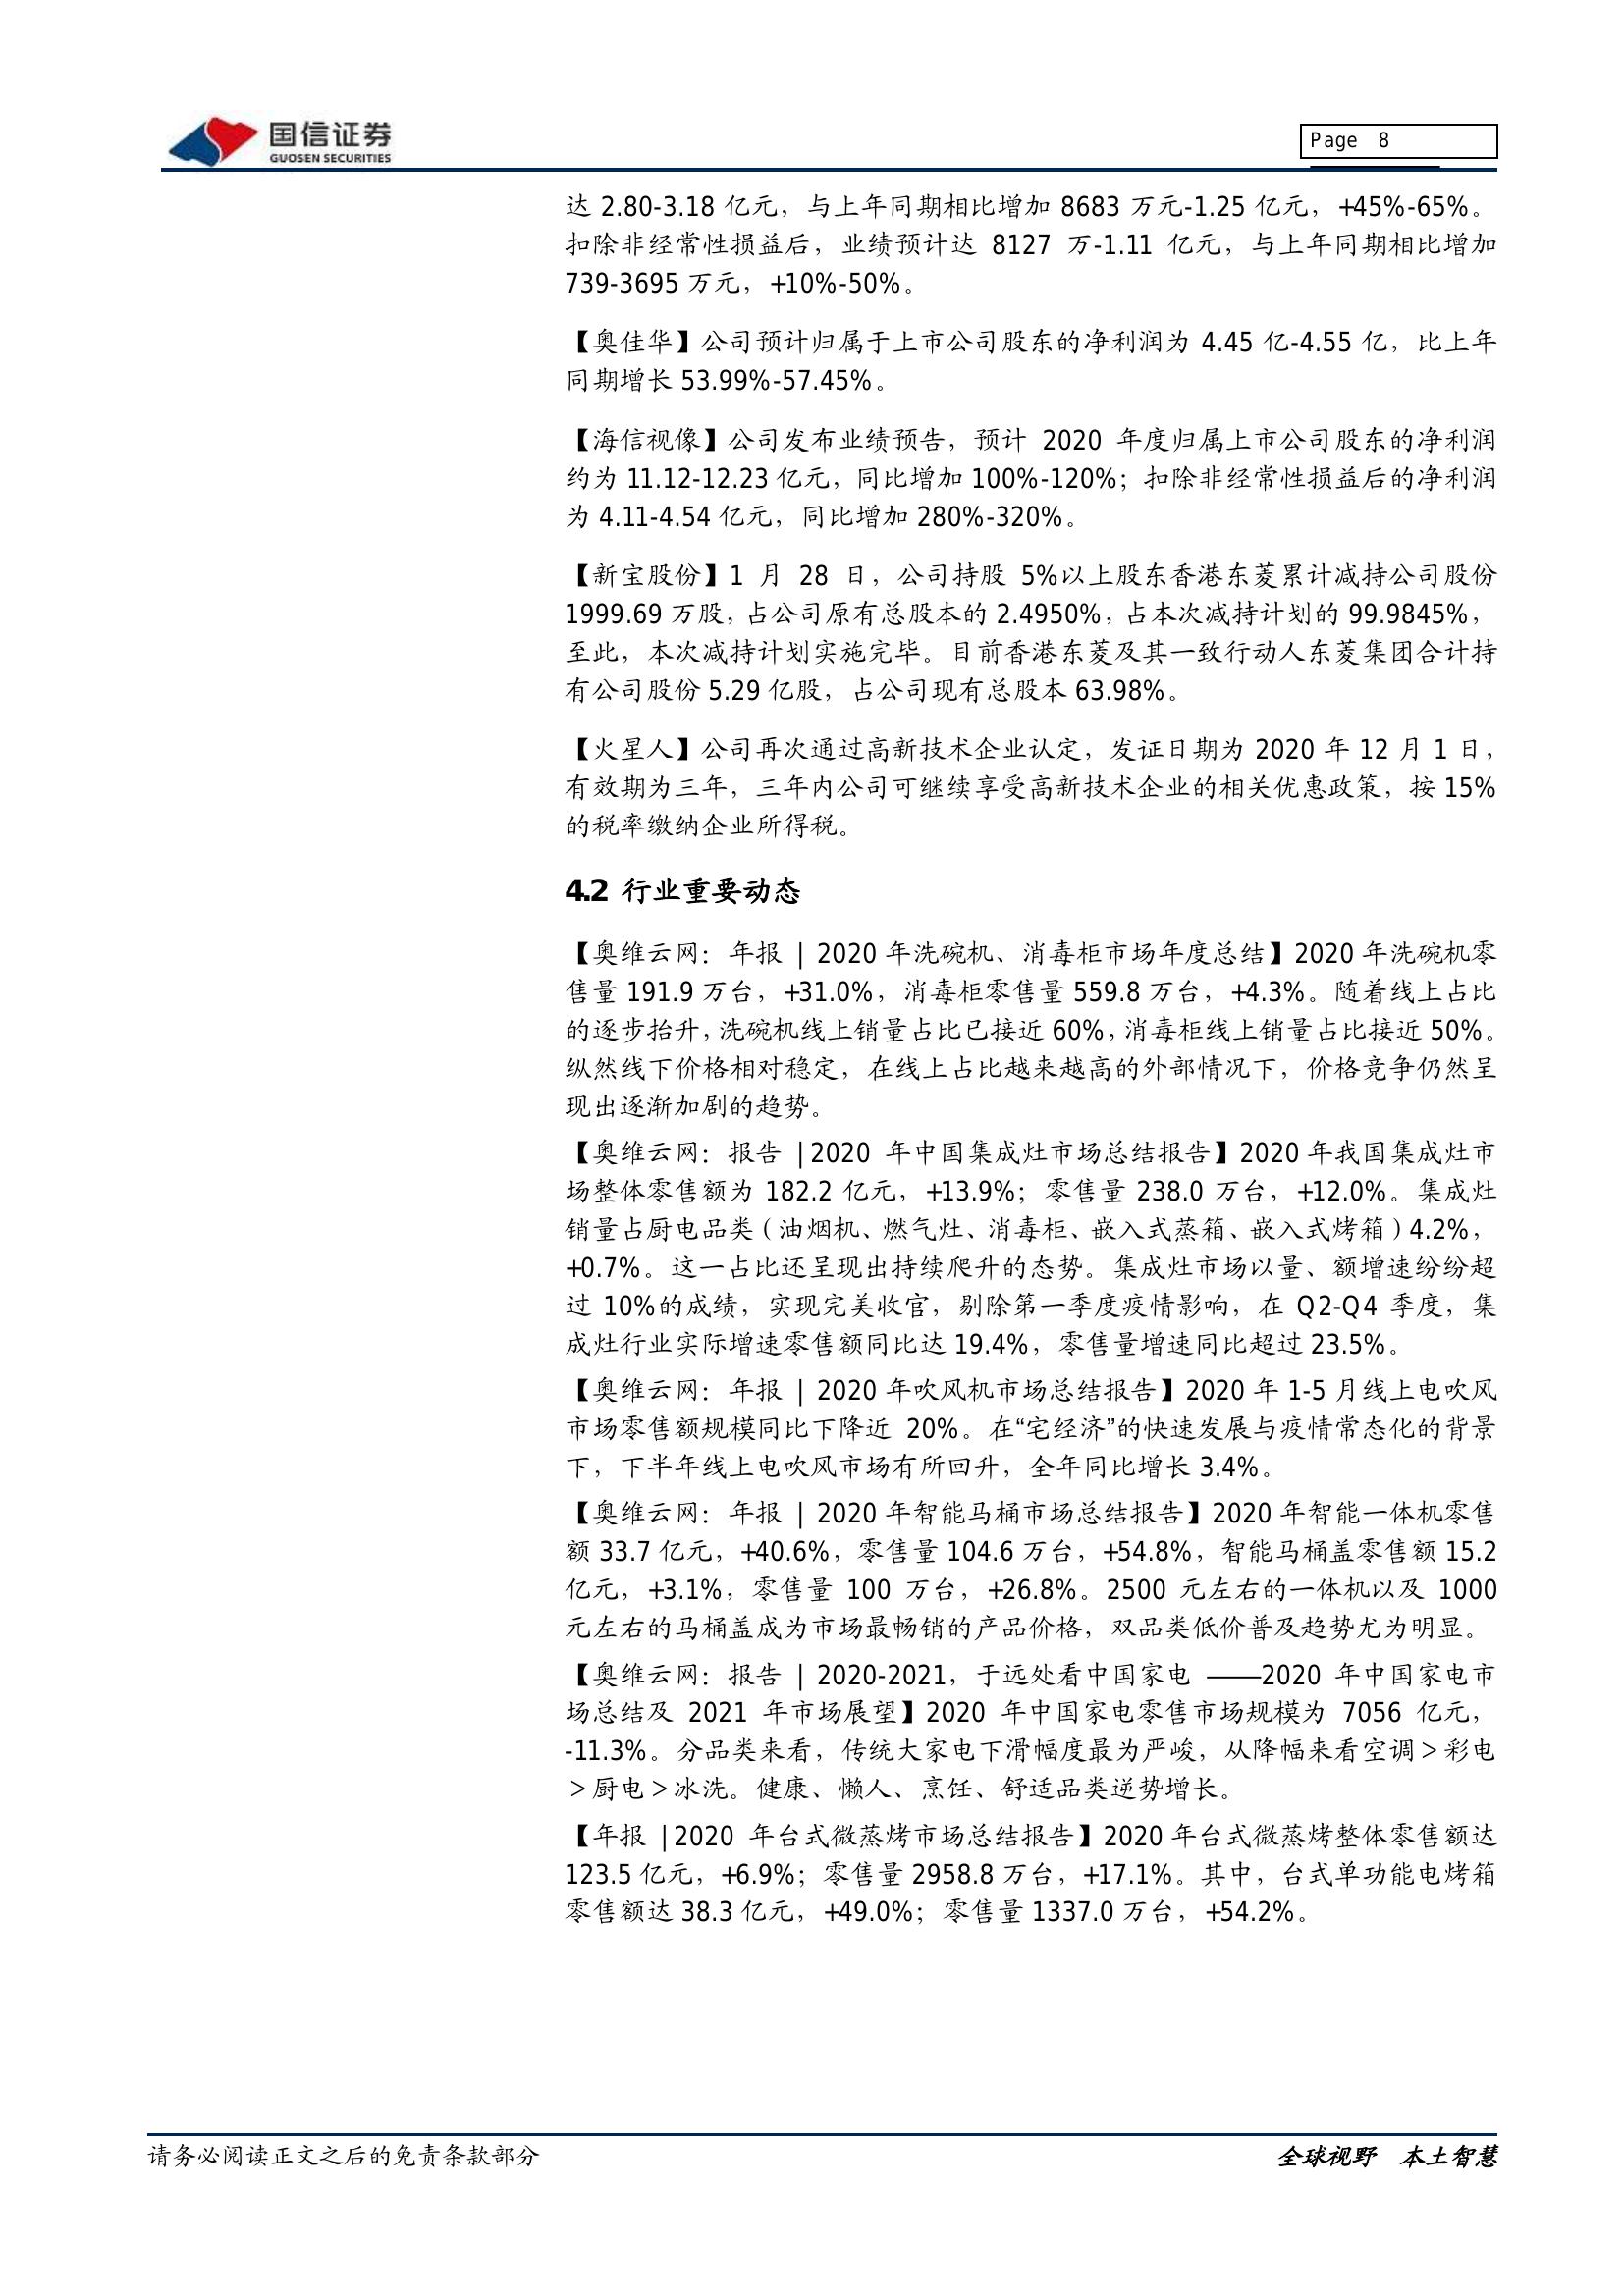 国信证券
GUOSEN SECURITIES
Page 8
达 2.80-3.18 亿元，与上年同期相比增加 8683 万元-1.25 亿元，+45%-65%。
扣除非经常性损益后，业绩预计达 8127 万-1.11 亿元，与上年同期相比增加
739-3695 万元，+10%-50%。
【奥佳华】公司预计归属于上市公司股东的净利润为 4.45 亿-4.55 亿，比上年
同期增长 53.99%-57.45%。
【海信视像】公司发布业绩预告，预计 2020 年度归属上市公司股东的净利润
约为 11.12-12.23 亿元，同比增加 100%-120%；扣除非经常性损益后的净利润
为 4.11-4.54 亿元，同比增加 280%-320%。
【新宝股份】1 月 28 日，公司持股 5%以上股东香港东菱累计减持公司股份
1999.69 万股，占公司原有总股本的 2.4950%，占本次减持计划的 99.9845%，
至此，本次减持计划实施完毕。目前香港东菱及其一致行动人东菱集团合计持
有公司股份 5.29 亿股，占公司现有总股本 63.98%。
【火星人】公司再次通过高新技术企业认定，发证日期为 2020 年 12 月 1 日，
有效期为三年，三年内公司可继续享受高新技术企业的相关优惠政策，按 15%
的税率缴纳企业所得税。
4.2 行业重要动态
【奥维云网：年报 | 2020 年洗碗机、消毒柜市场年度总结】2020 年洗碗机零
售量 191.9 万台，+31.0%，消毒柜零售量 559.8 万台，+4.3%。随着线上占比
的逐步抬升，洗碗机线上销量占比已接近 60%，消毒柜线上销量占比接近 50%。
纵然线下价格相对稳定，在线上占比越来越高的外部情况下，价格竞争仍然呈
现出逐渐加剧的趋势。
【奥维云网：报告 |2020 年中国集成灶市场总结报告】2020 年我国集成灶市
场整体零售额为 182.2 亿元，+13.9%；零售量 238.0 万台，+12.0%。集成灶
销量占厨电品类（油烟机、燃气灶、消毒柜、嵌入式蒸箱、嵌入式烤箱）4.2%，
+0.7%。这一占比还呈现出持续爬升的态势。集成灶市场以量、额增速纷纷超
过 10%的成绩，实现完美收官，剔除第一季度疫情影响，在 Q2-Q4 季度，集
成灶行业实际增速零售额同比达 19.4%，零售量增速同比超过 23.5%。
【奥维云网：年报 | 2020 年吹风机市场总结报告】2020 年 1-5 月线上电吹风
市场零售额规模同比下降近 20%。在“宅经济”的快速发展与疫情常态化的背景
下，下半年线上电吹风市场有所回升，全年同比增长 3.4%。
【奥维云网：年报 | 2020 年智能马桶市场总结报告】2020 年智能一体机零售
额 33.7 亿元，+40.6%，零售量 104.6 万台，+54.8%，智能马桶盖零售额 15.2
亿元，+3.1%，零售量 100 万台，+26.8%。2500 元左右的一体机以及 1000
元左右的马桶盖成为市场最畅销的产品价格，双品类低价普及趋势尤为明显。
【奥维云网：报告 | 2020-2021，于远处看中国家电 ——2020 年中国家电市
场总结及 2021 年市场展望】2020 年中国家电零售市场规模为 7056 亿元，
-11.3%。分品类来看，传统大家电下滑幅度最为严峻，从降幅来看空调＞彩电
＞厨电＞冰洗。健康、懒人、烹饪、舒适品类逆势增长。
【年报 |2020 年台式微蒸烤市场总结报告】2020 年台式微蒸烤整体零售额达
123.5 亿元，+6.9%；零售量 2958.8 万台，+17.1%。其中，台式单功能电烤箱
零售额达 38.3 亿元，+49.0%；零售量 1337.0 万台，+54.2%。
请务必阅读正文之后的免责条款部分
全球视野 本土智慧